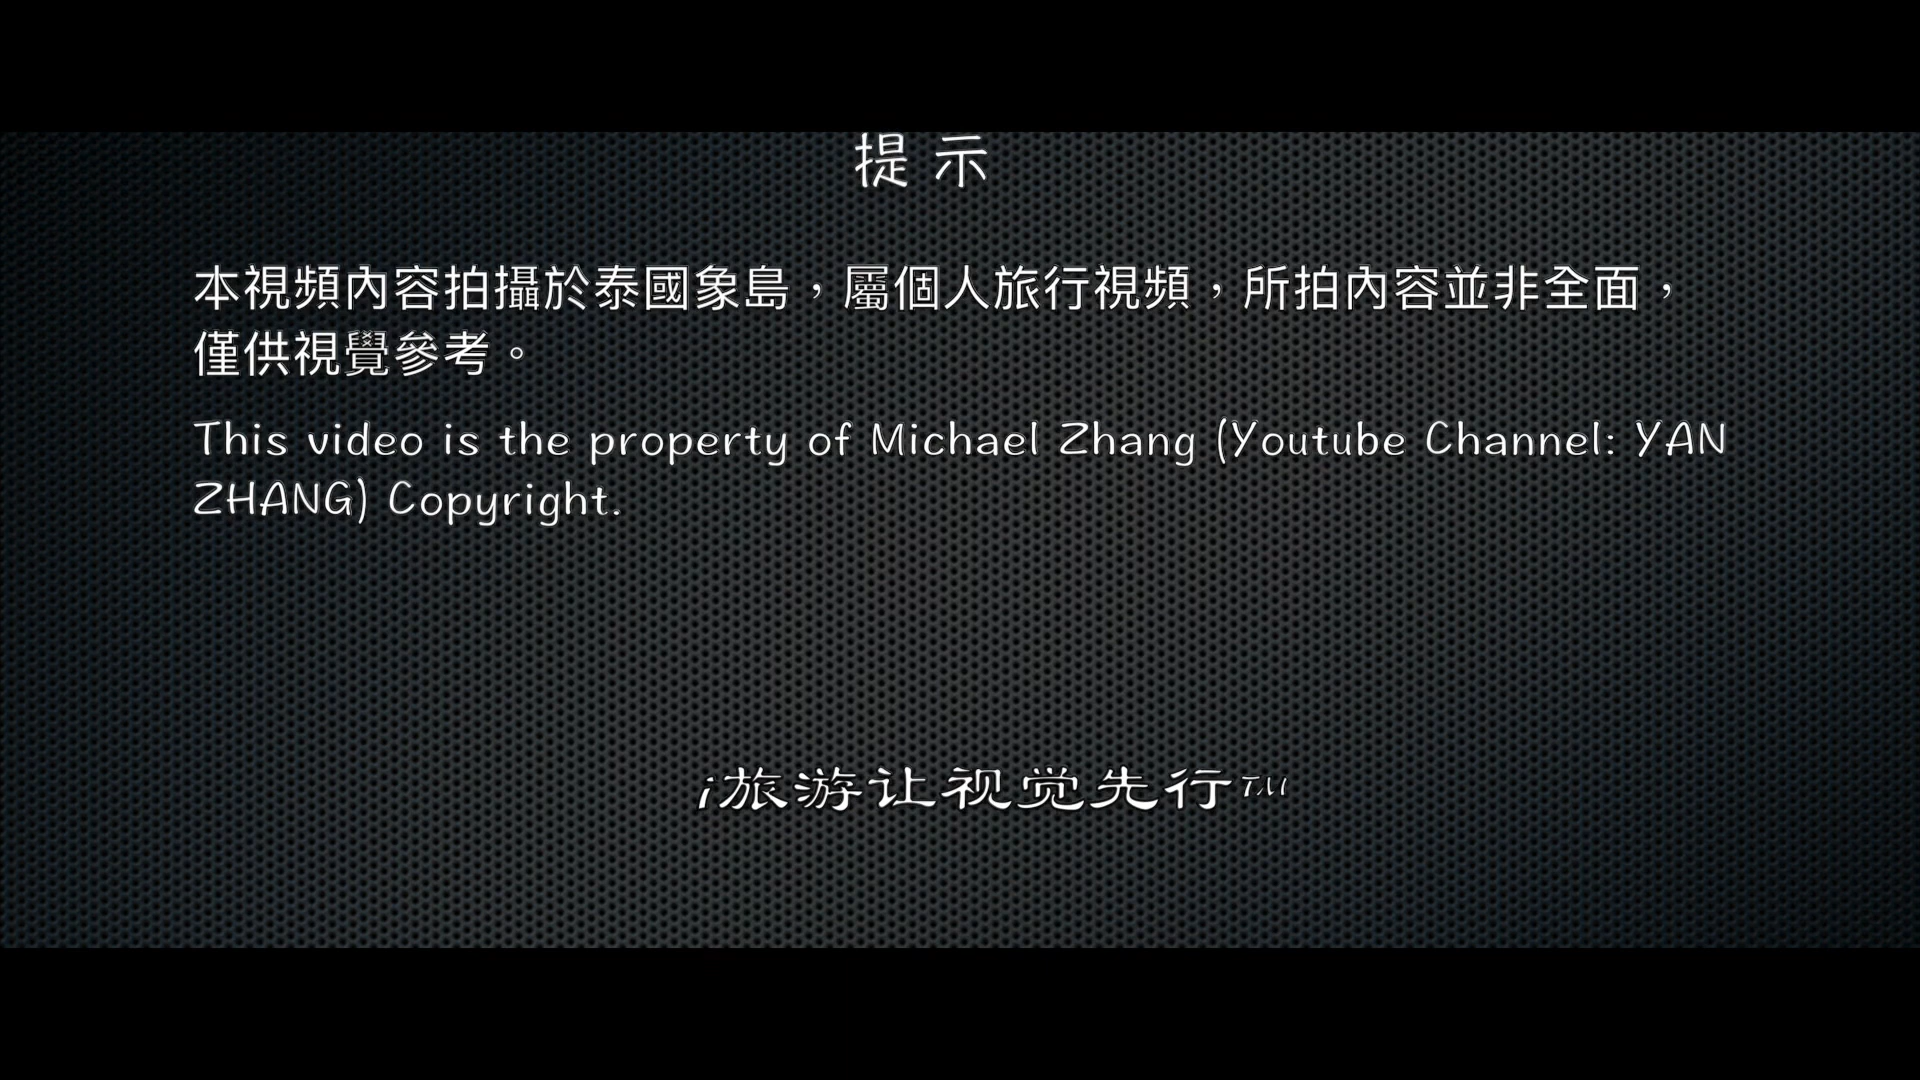 提示
本視頻內容拍攝於泰國象島，屬個人旅行視頻，所拍內容並非全面，
僅供視覺參考。
This video is the property of Michael Zhang (Youtube Channel: YAN
ZHANG) Copyright.
i旅游让视觉先行TM